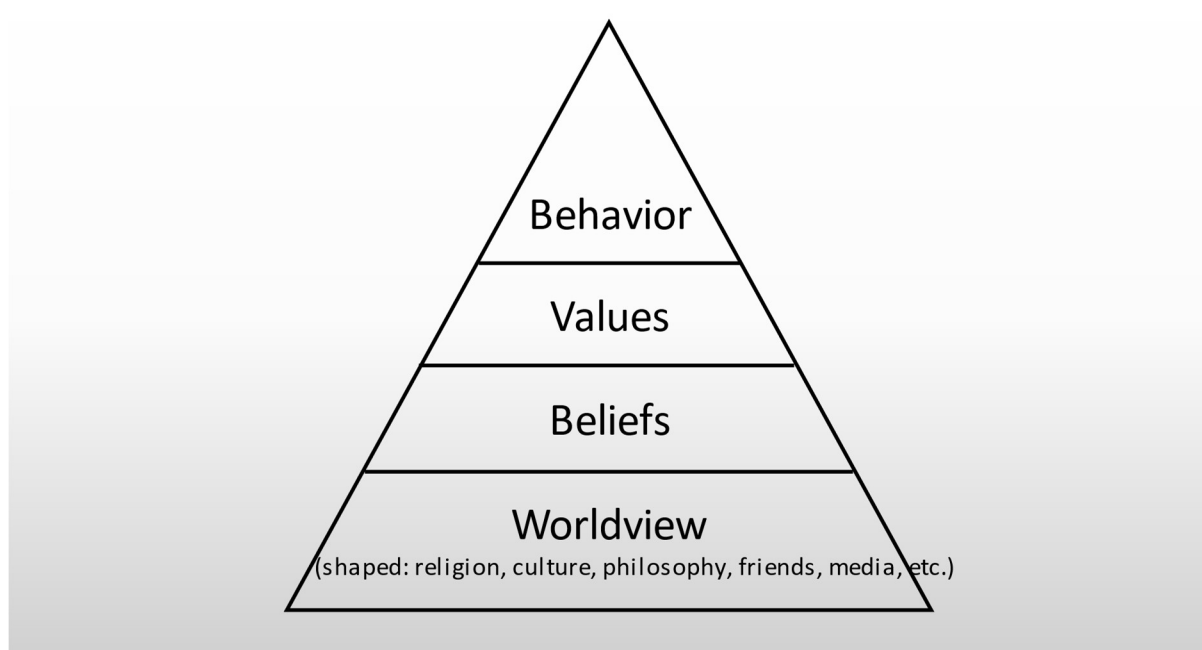 Behavior
Values
Beliefs
Worldview
(shaped: religion, culture, philosophy, friends, media, etc.)